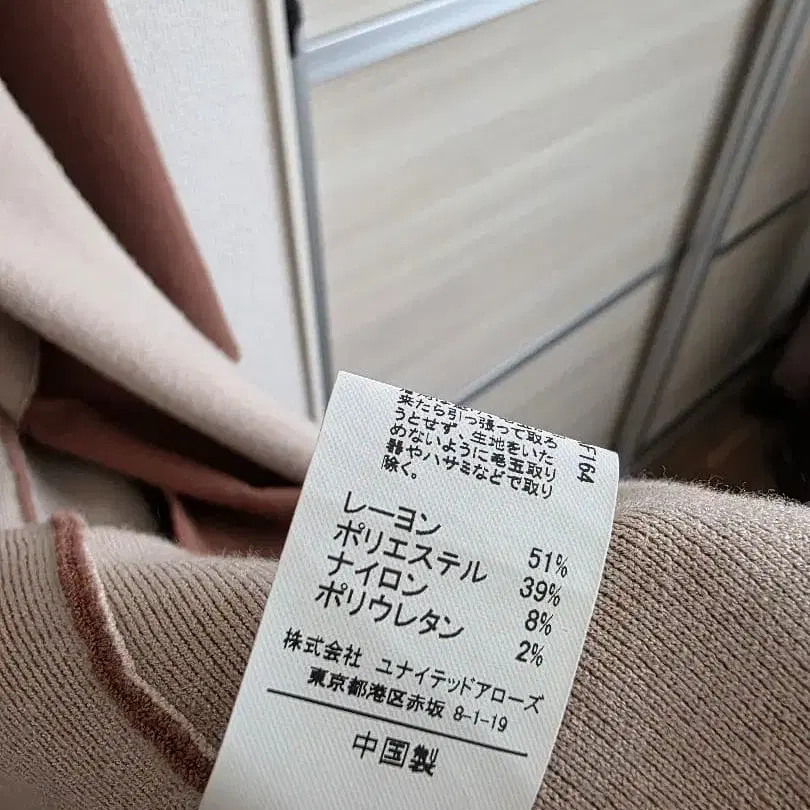 来たら引っ張って取ろ
うとせず、生地をいた
めないように毛玉取り
器やハサミなどで取り
除く。
F164
レーヨン 51%
ポリエステル 39%
ナイロン 8%
ポリウレタン 2%
株式会社 ユナイテッドアローズ
東京都港区赤坂 8-1-19
中国製